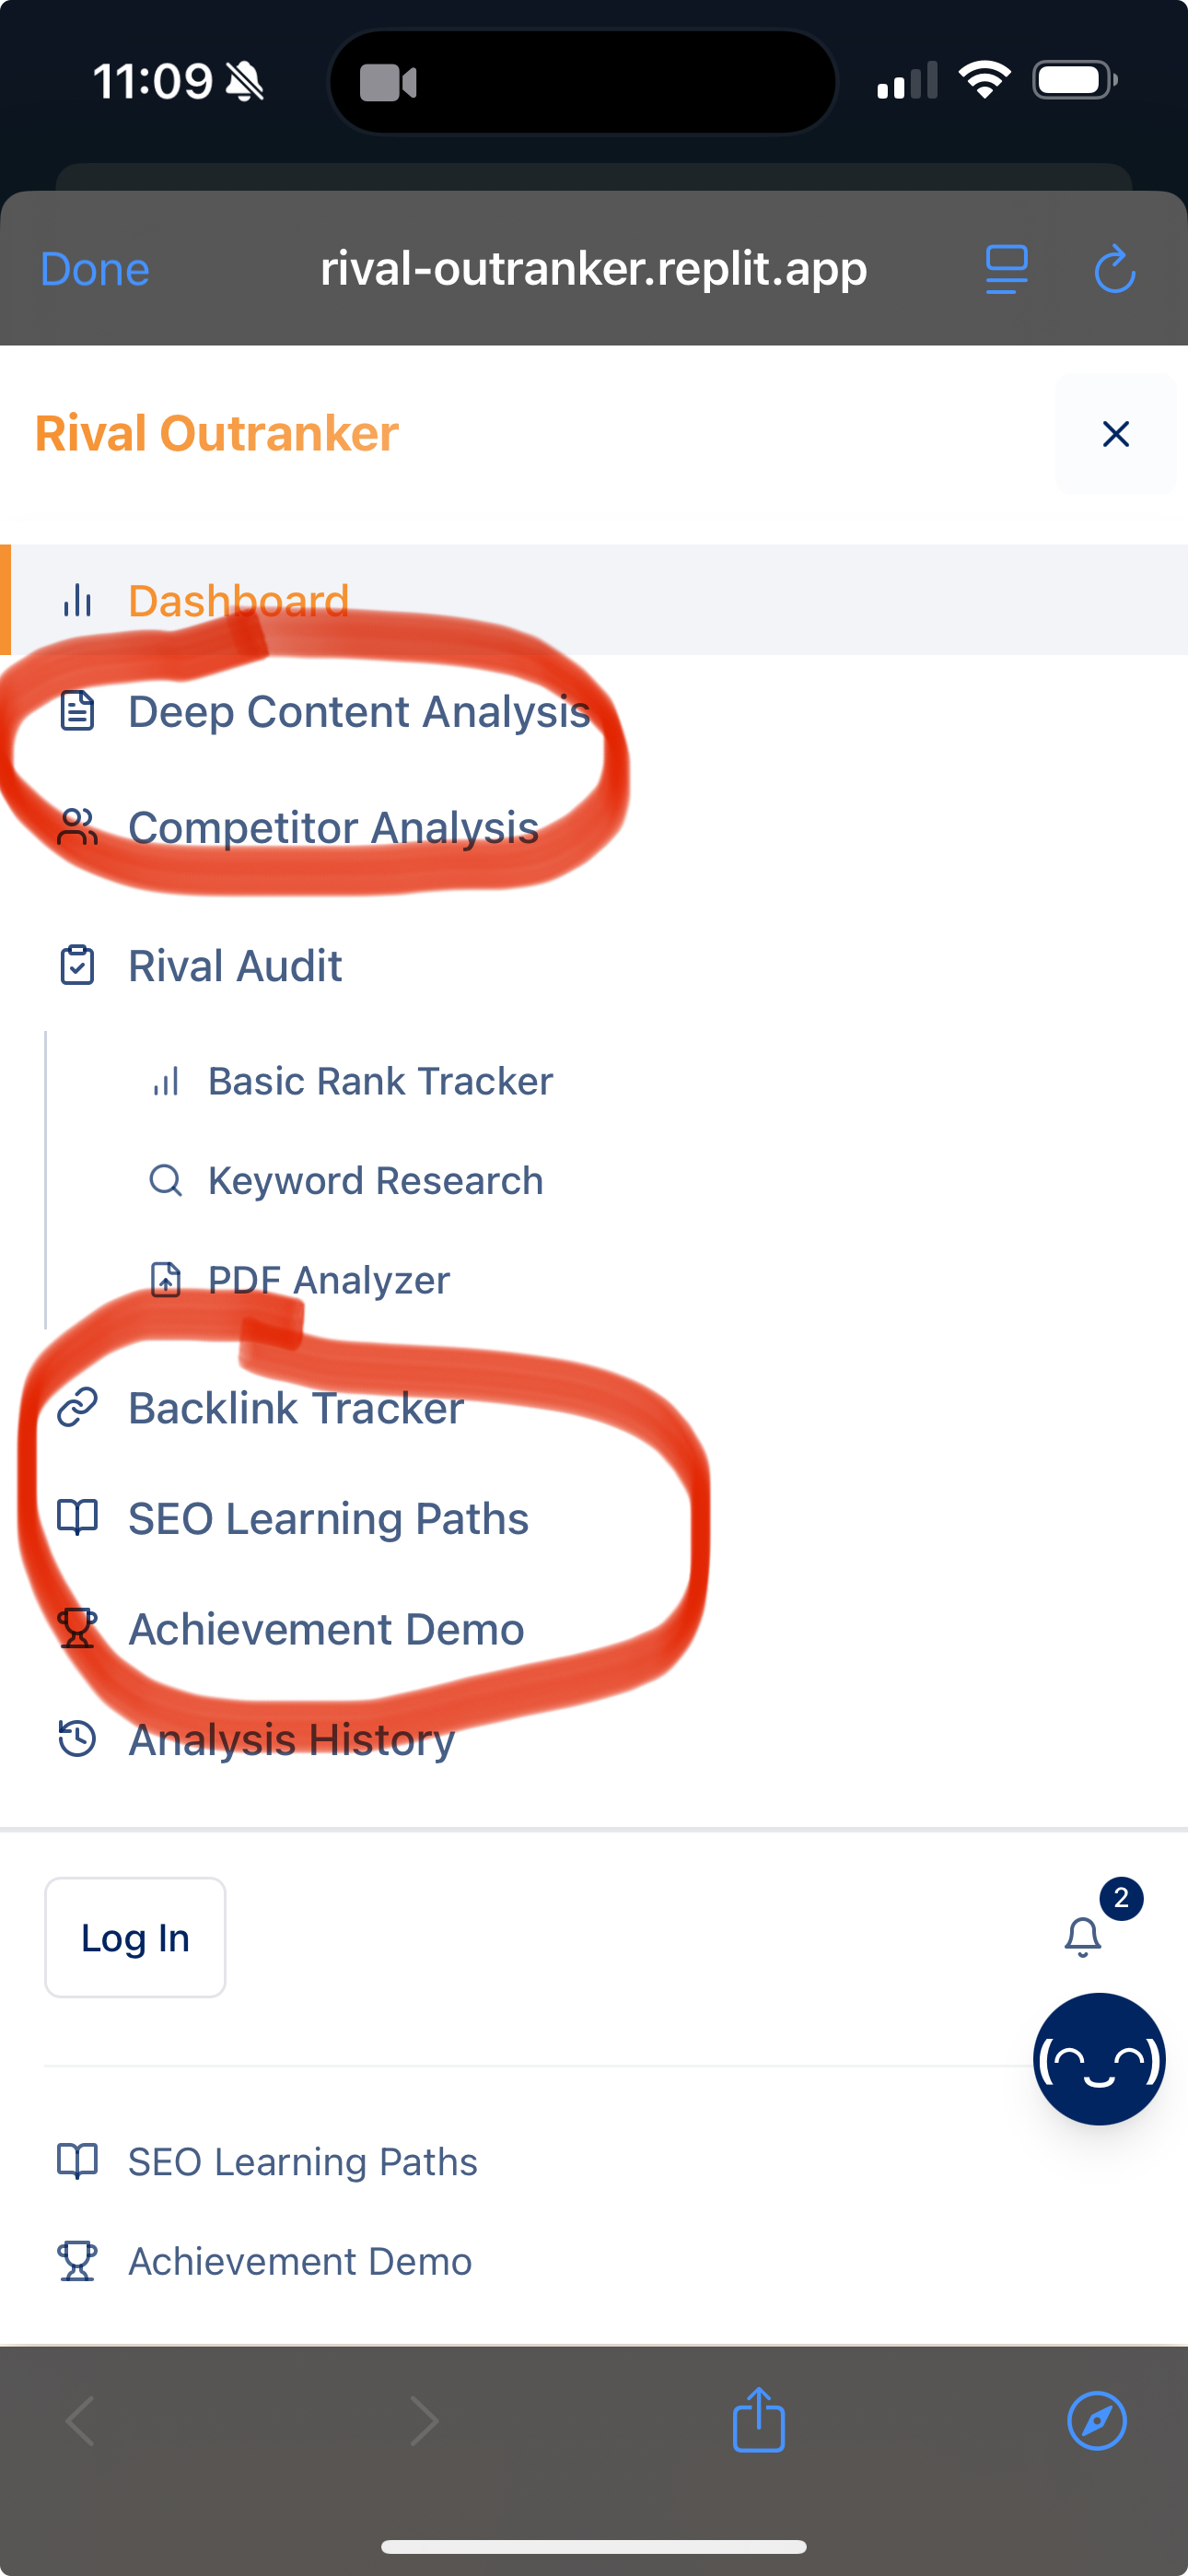 11:09
Done
rival-outranker.replit.app
Rival Outranker
Dashboard
Deep Content Analysis
Competitor Analysis
Rival Audit
Basic Rank Tracker
Keyword Research
PDF Analyzer
Backlink Tracker
SEO Learning Paths
Achievement Demo
Analysis History
2
Log In
SEO Learning Paths
Achievement Demo